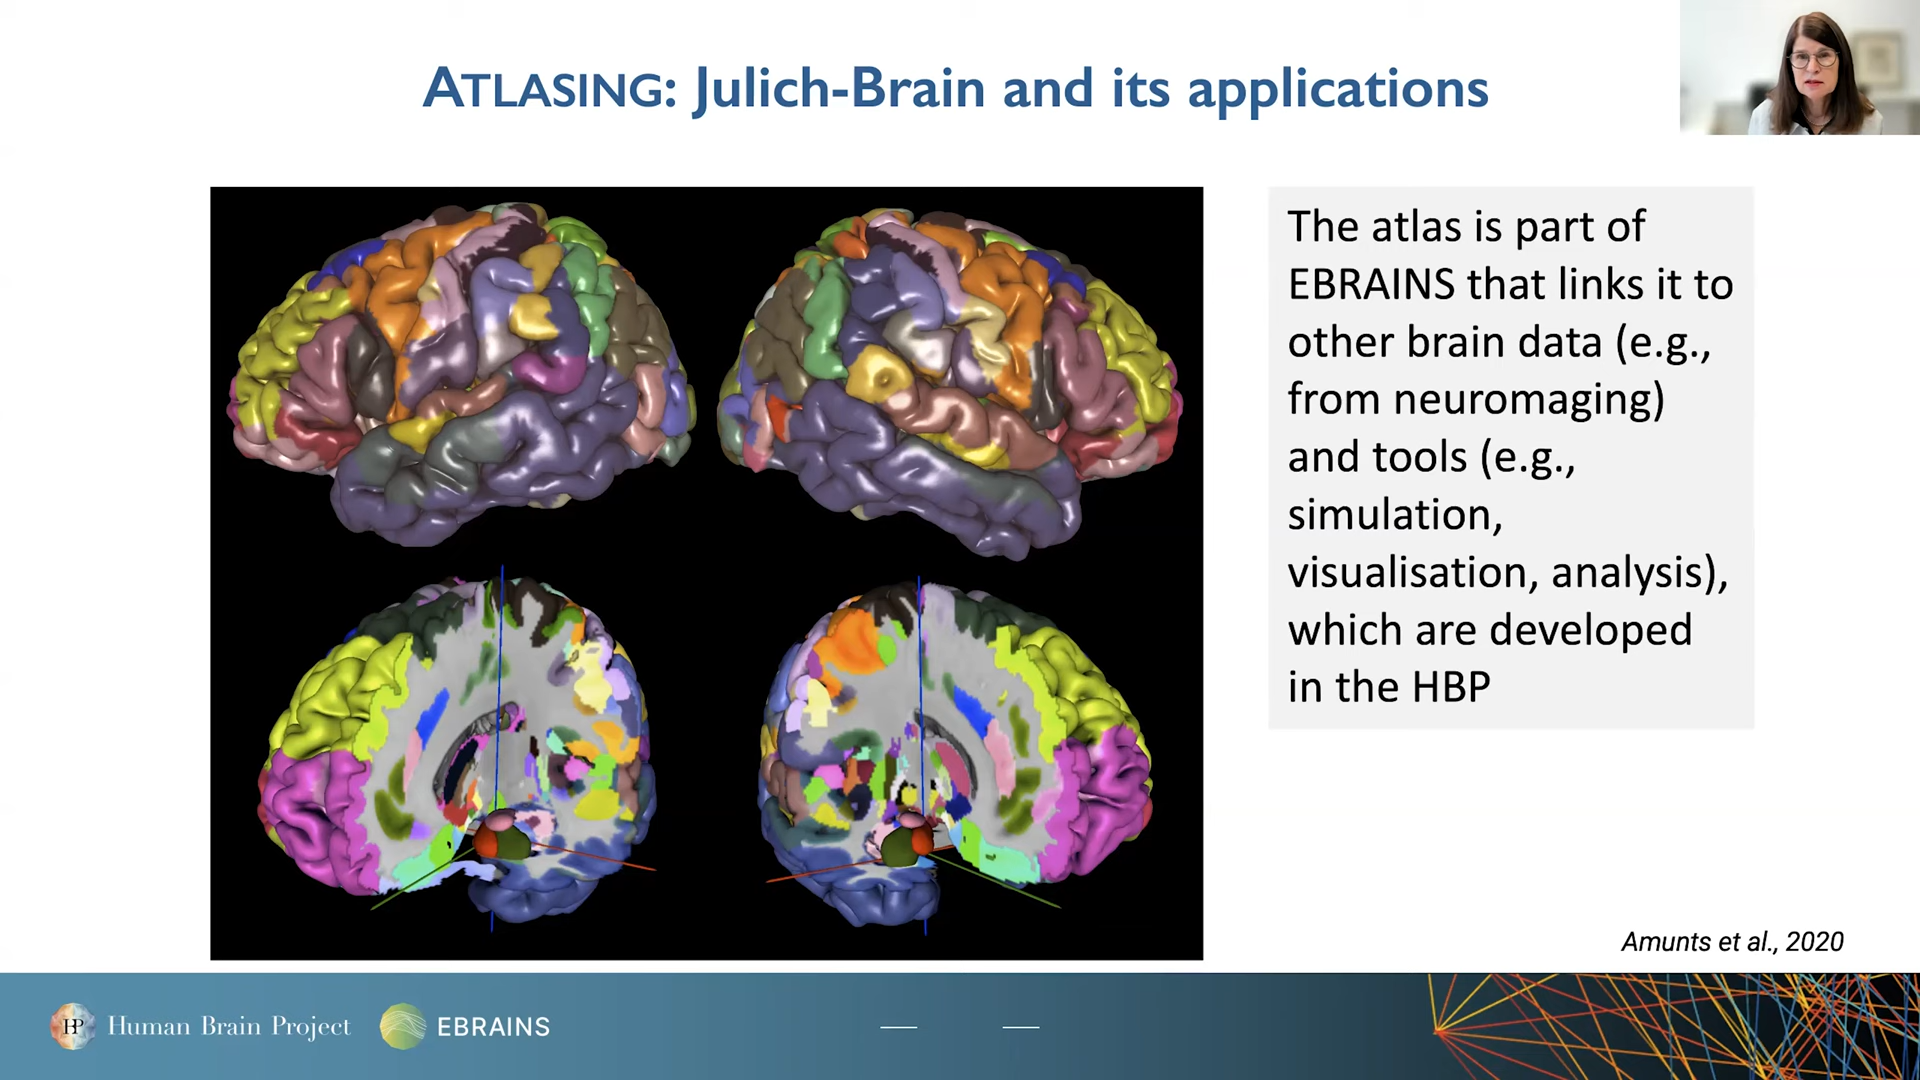 ATLASING: Julich-Brain and its applications
The atlas is part of
EBRAINS that links it to
other brain data (e.g.,
from neuromaging)
and tools (e.g.,
simulation,
visualisation, analysis),
which are developed
in the HBP
Amunts et al., 2020
HP Human Brain Project
EBRAINS